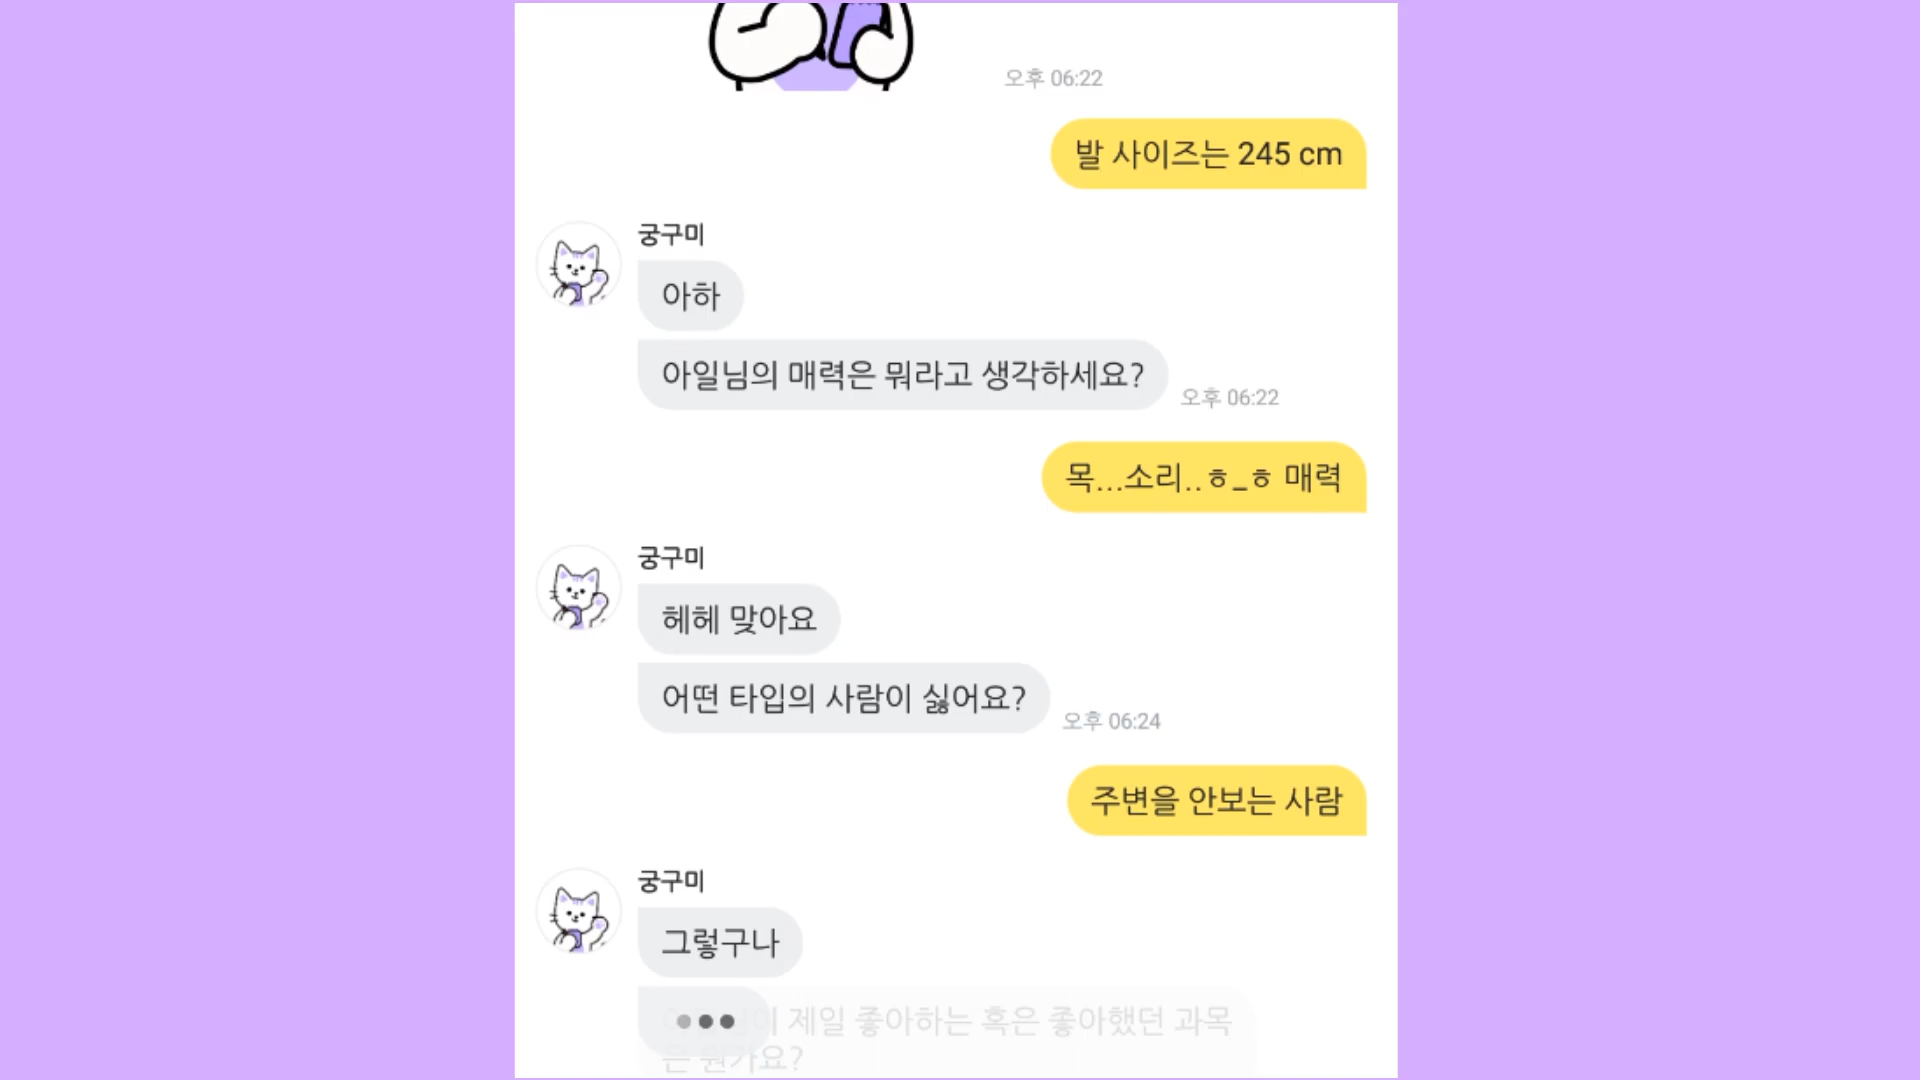 오후 06:22
발 사이즈는 245 cm
궁구미
아하
아일님의 매력은 뭐라고 생각하세요?
오후 06:22
목...소리..ㅎ_ㅎ 매력
궁구미
헤헤 맞아요
어떤 타입의 사람이 싫어요?
오후 06:24
주변을 안보는 사람
궁구미
그렇구나
제일 좋아하는 혹은 좋아했던 과목
은 뭔가요?